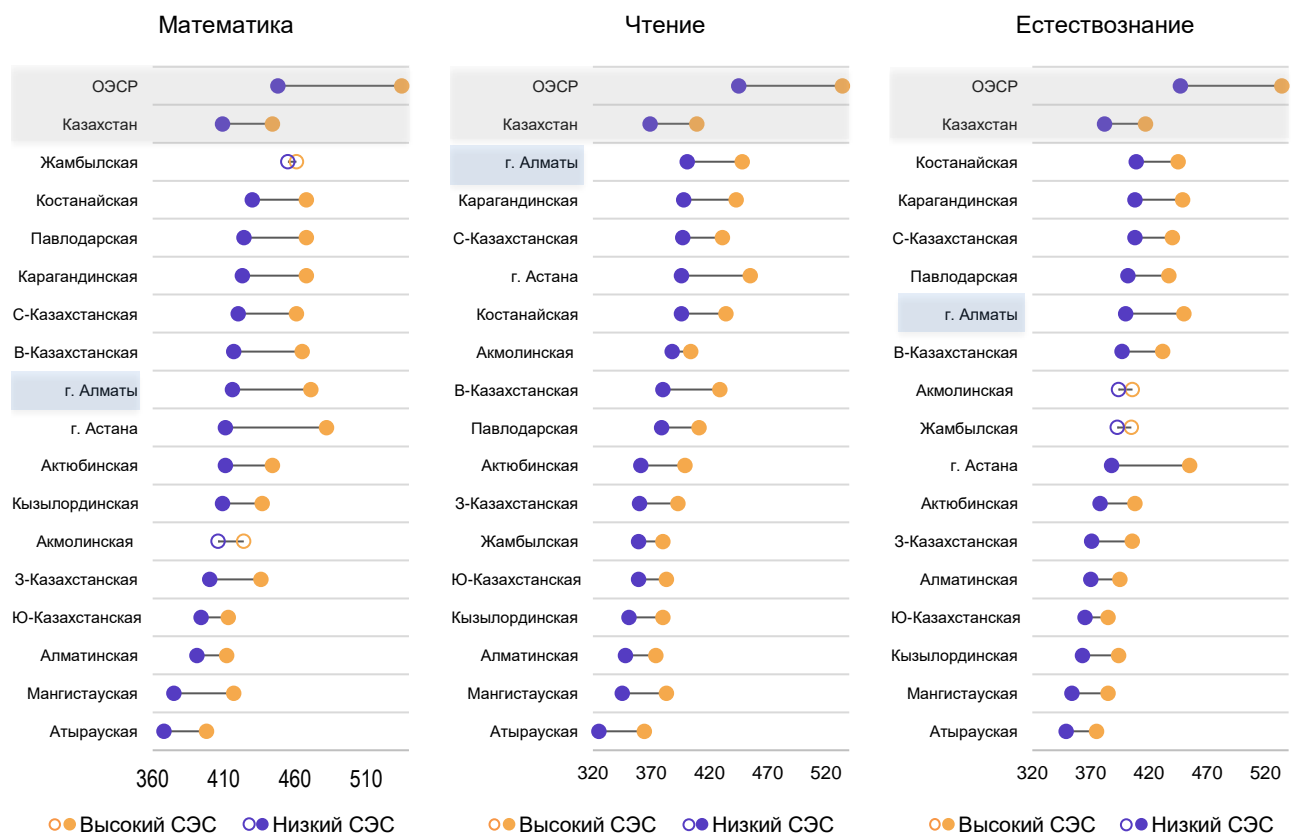 Математика
ОЭСР
Казахстан
Жамбылская
Костанайская
Павлодарская
Карагандинская
С-Казахстанская
В-Казахстанская
г. Алматы
г. Астана
Актюбинская
Кызылординская
Акмолинская
З-Казахстанская
Ю-Казахстанская
Алматинская
Мангистауская
Атырауская
360 410 460 510
Высокий СЭС Низкий СЭС
Чтение
ОЭСР
Казахстан
г. Алматы
Карагандинская
С-Казахстанская
г. Астана
Костанайская
Акмолинская
В-Казахстанская
Павлодарская
Актюбинская
З-Казахстанская
Жамбылская
Ю-Казахстанская
Кызылординская
Алматинская
Мангистауская
Атырауская
320 370 420 470 520
Высокий СЭС Низкий СЭС
Естествознание
ОЭСР
Казахстан
Костанайская
Карагандинская
С-Казахстанская
Павлодарская
г. Алматы
В-Казахстанская
Акмолинская
Жамбылская
г. Астана
Актюбинская
З-Казахстанская
Алматинская
Ю-Казахстанская
Кызылординская
Мангистауская
Атырауская
320 370 420 470 520
Высокий СЭС Низкий СЭС